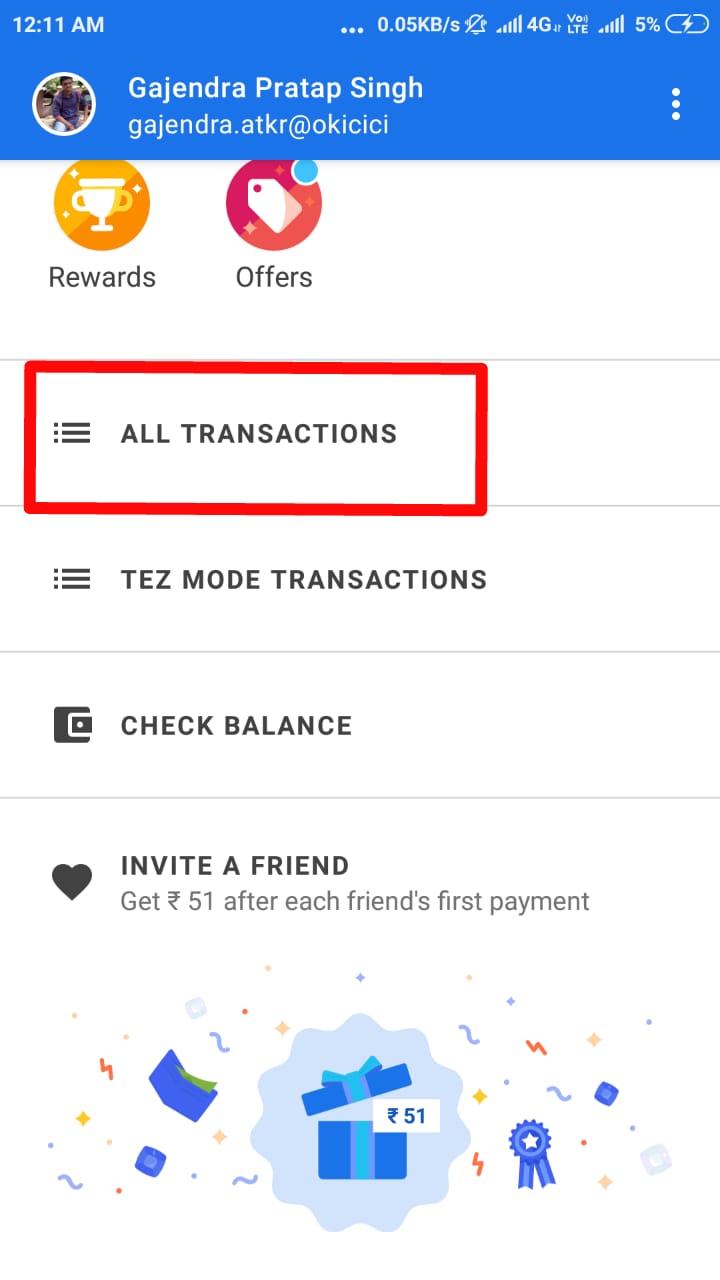 12:11 AM ... 0.05KB/s 4G Vo) LTE 5%
Gajendra Pratap Singh
gajendra.atkr@okicici
Rewards Offers
ALL TRANSACTIONS
TEZ MODE TRANSACTIONS
CHECK BALANCE
INVITE A FRIEND
Get ₹ 51 after each friend's first payment
₹ 51